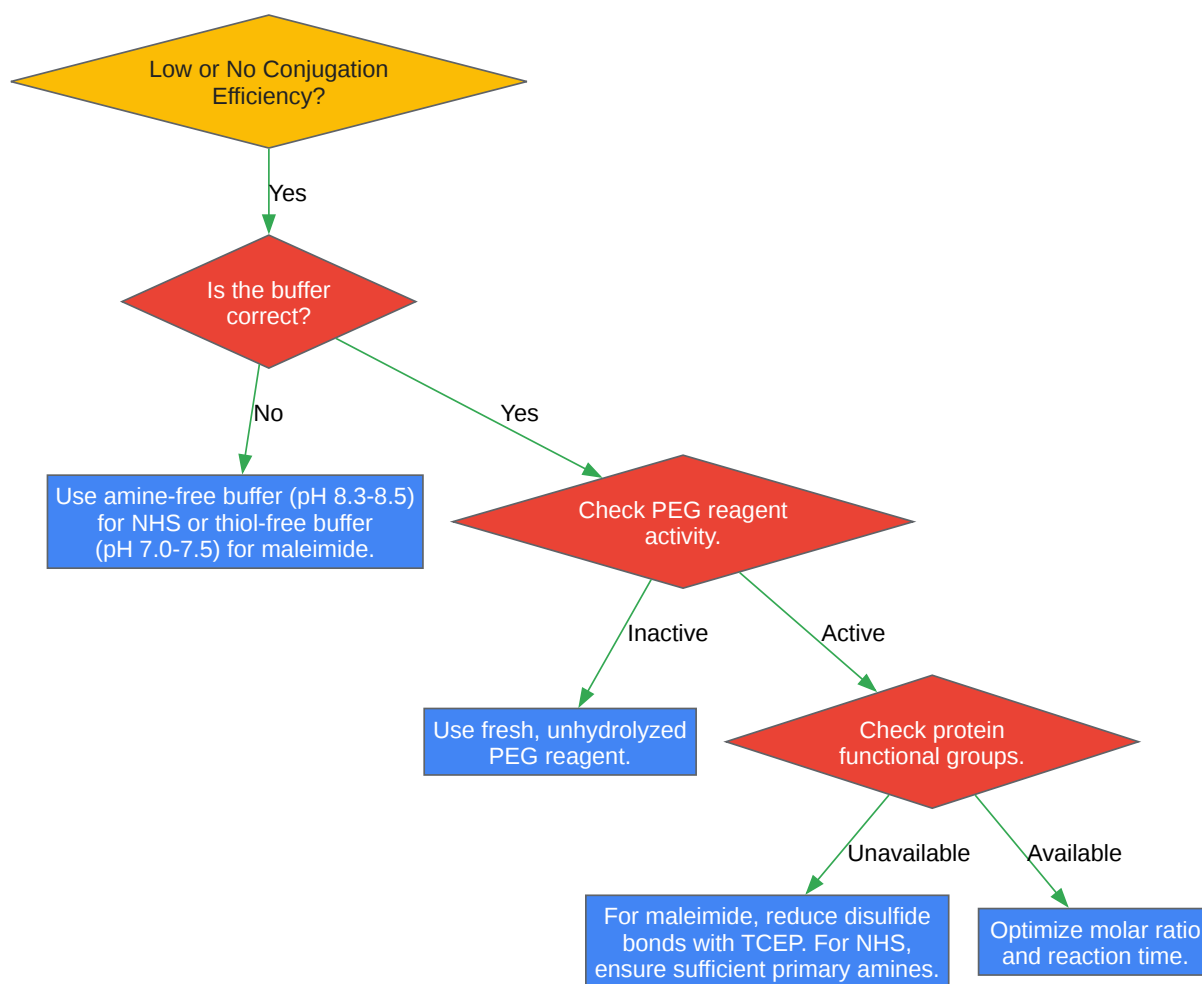 Low or No Conjugation
Efficiency?
Yes
Is the buffer
correct?
No
Yes
Use amine-free buffer (pH 8.3-8.5)
for NHS or thiol-free buffer
(pH 7.0-7.5) for maleimide.
Check PEG reagent
activity.
Inactive
Active
Use fresh, unhydrolyzed
PEG reagent.
Check protein
functional groups.
Unavailable
Available
For maleimide, reduce disulfide
bonds with TCEP. For NHS,
ensure sufficient primary amines.
Optimize molar ratio
and reaction time.